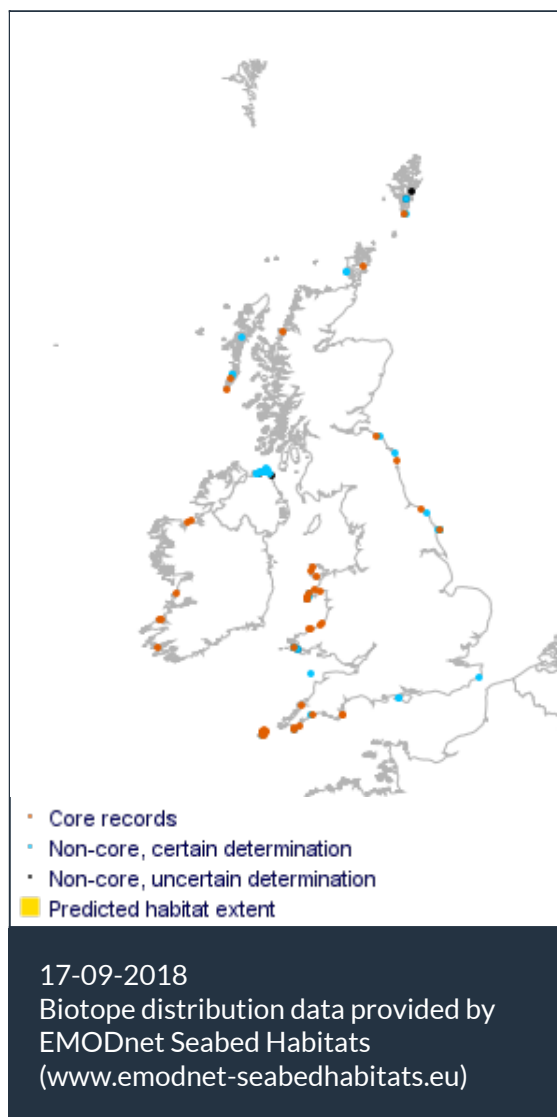 Core records
Non-core, certain determination
Non-core, uncertain determination
Predicted habitat extent
17-09-2018
Biotope distribution data provided by
EMODnet Seabed Habitats
(www.emodnet-seabedhabitats.eu)